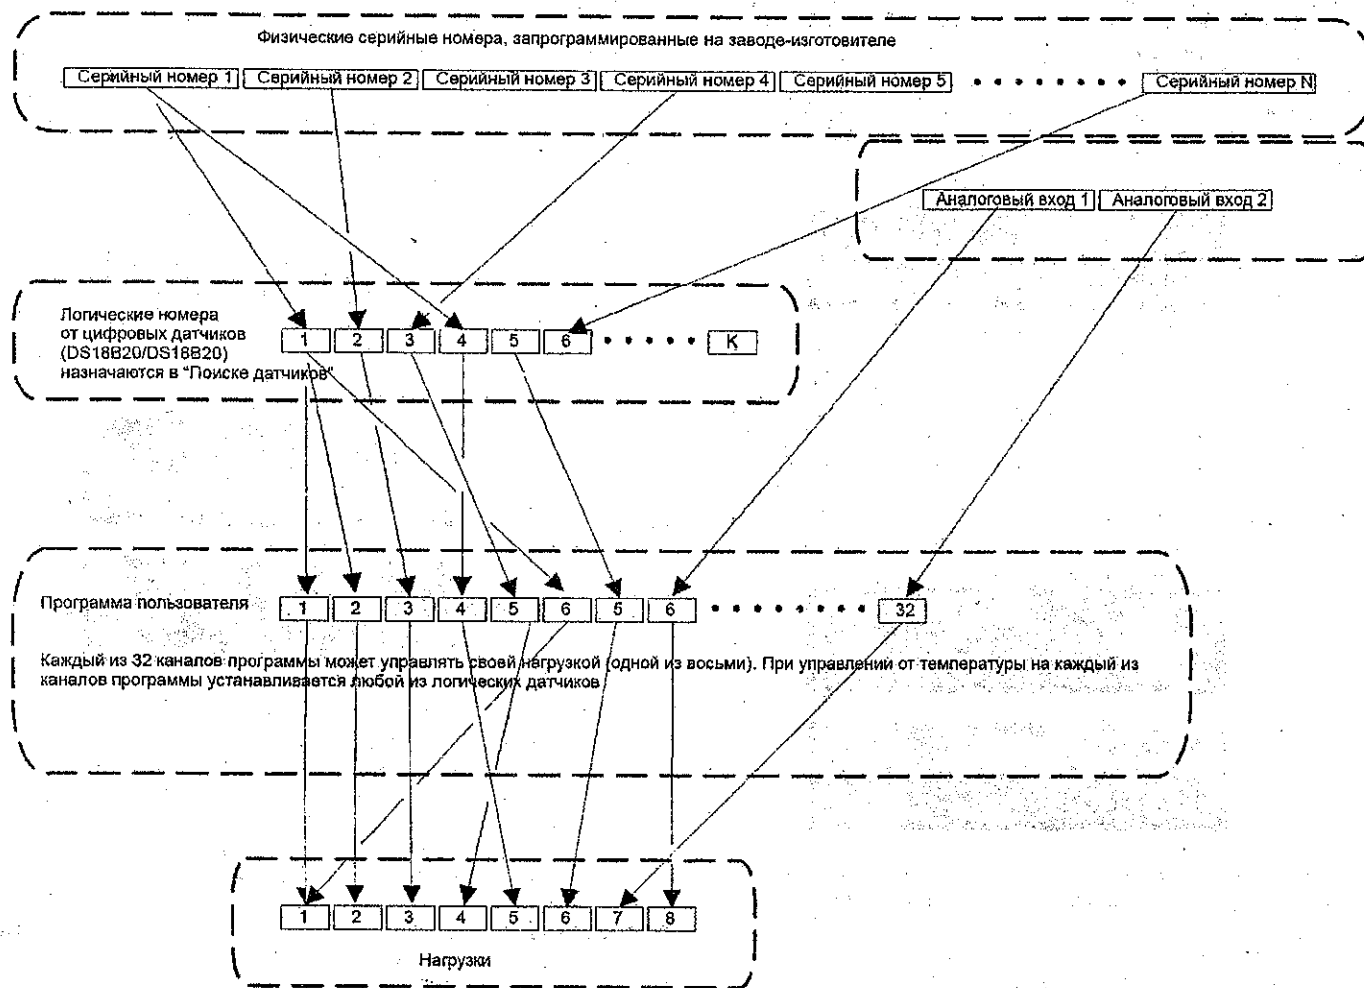 Физические серийные номера, запрограммированные на заводе-изготовителе
Серийный номер 1 Серийный номер 2 Серийный номер 3 Серийный номер 4 Серийный номер 5 Серийный номер N
Аналоговый вход 1 Аналоговый вход 2
Логические номера
от цифровых датчиков
(DS18B20/DS18B20)
назначаются в "Поиске датчиков"
1 2 3 4 5 6 K
Программа пользователя 1 2 3 4 5 6 5 6 32
Каждый из 32 каналов программы может управлять своей нагрузкой (одной из восьми). При управлении от температуры на каждый из
каналов программы устанавливается любой из логических датчиков
1 2 3 4 5 6 7 8
Нагрузки